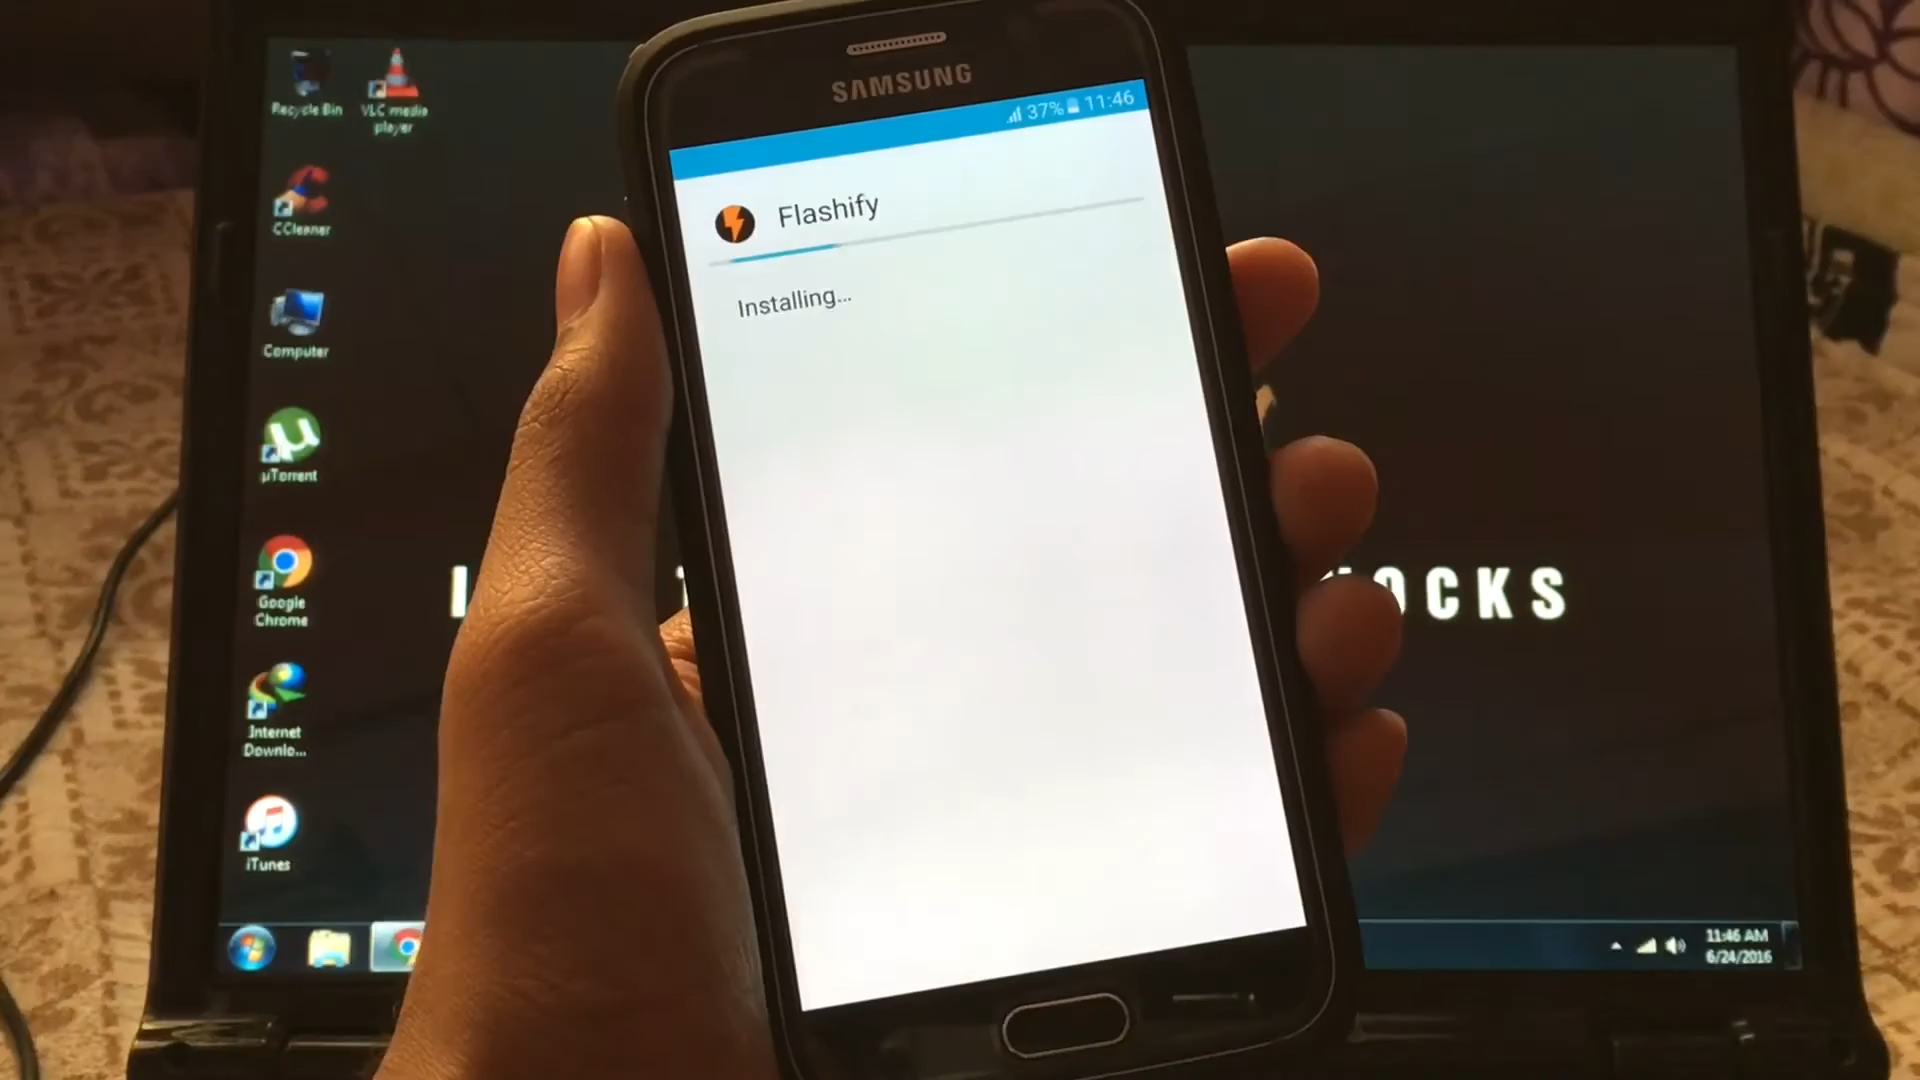 SAMSUNG
37% 11:46
Flashify
Installing...
Recycle Bin
VLC media
player
CCleaner
Computer
µTorrent
Google
Chrome
Internet
Downlo...
iTunes
OCKS
11:46 AM
6/24/2016